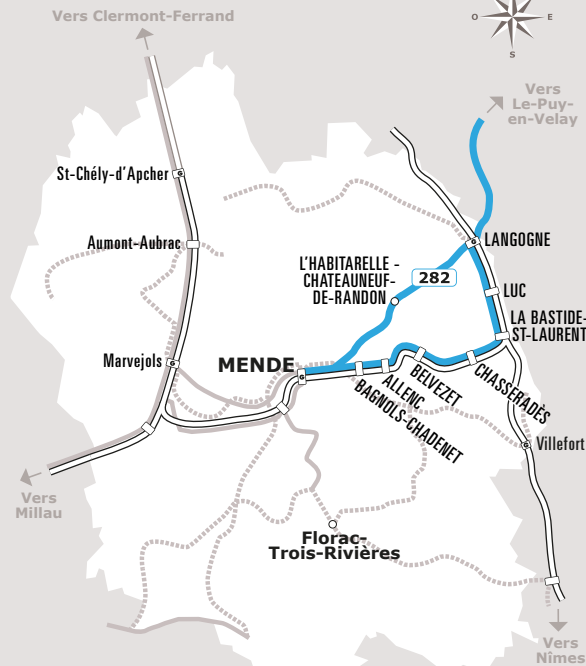 Vers Clermont-Ferrand
O
E
S
Vers
Le-Puy-
en-Velay
St-Chély-d'Apcher
Aumont-Aubrac
LANGOGNE
L'HABITARELLE -
CHATEAUNEUF-
DE-RANDON
282
LUC
LA BASTIDE-
ST-LAURENT
Marvejols
MENDE
BAGNOLS-CHADENET
ALLENC
BELVEZET
CHASSERADÈS
Villefort
Vers
Millau
Florac-
Trois-Rivières
Vers
Nîmes